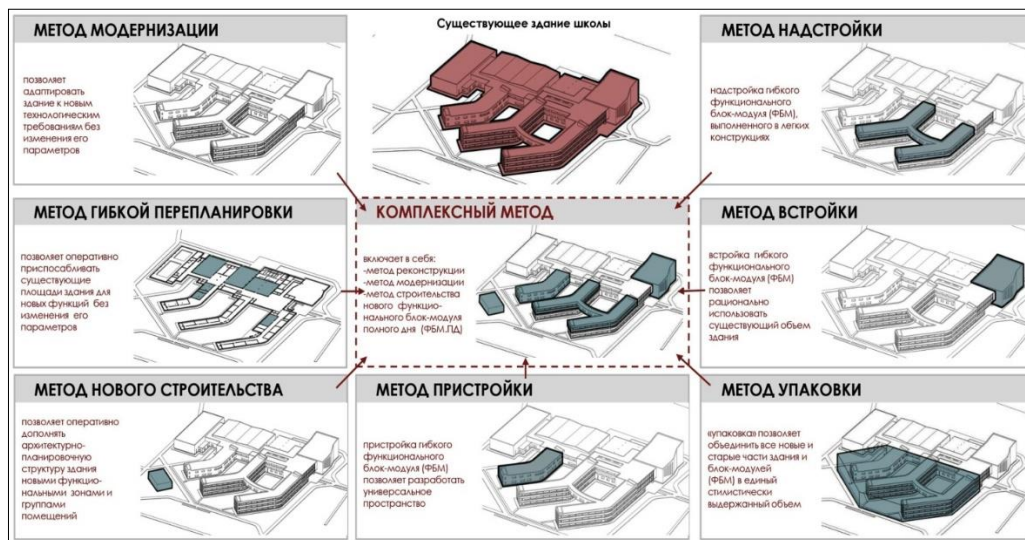 МЕТОД МОДЕРНИЗАЦИИ
позволяет
адаптировать
здание к новым
технологическим
требованиям без
изменения его
параметров
Существующее здание школы
МЕТОД НАДСТРОЙКИ
надстройка гибкого
функционального
блок-модуля (ФБМ),
выполненного в легких
конструкциях
МЕТОД ГИБКОЙ ПЕРЕПЛАНИРОВКИ
позволяет оперативно
приспосабливать
существующие
площади здания для
новых функций без
изменения его
параметров
КОМПЛЕКСНЫЙ МЕТОД
включает в себя:
-метод реконструкции
-метод модернизации
-метод строительства
нового функцио-
нального блок-модуля
полного дня (ФБМ.ПД)
МЕТОД ВСТРОЙКИ
встройка гибкого
функционального
блок-модуля (ФБМ)
позволяет
рационально
использовать
существующий объем
здания
МЕТОД НОВОГО СТРОИТЕЛЬСТВА
позволяет оперативно
дополнять
архитектурно-
планировочную
структуру здания
новыми функцио-
нальными зонами и
группами
помещений
МЕТОД ПРИСТРОЙКИ
пристройка гибкого
функционального
блок-модуля (ФБМ)
позволяет разработать
универсальное
пространство
МЕТОД УПАКОВКИ
«упаковка» позволяет
объединить все новые и
старые части здания и
блок-модулей
(ФБМ) в единый
стилистически
выдержанный объем